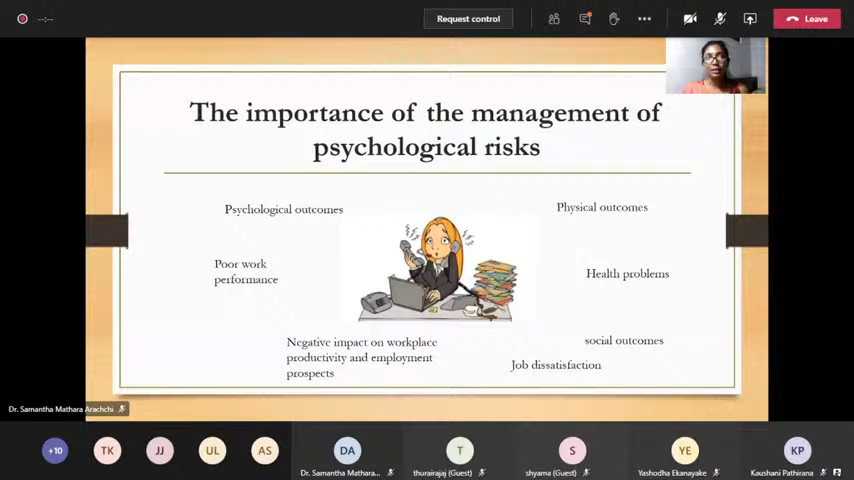 --:--
Request control
Leave
The importance of the management of
psychological risks
Psychological outcomes
Physical outcomes
Poor work
performance
Health problems
Negative impact on workplace
productivity and employment
prospects
social outcomes
Job dissatisfaction
Dr. Samantha Mathara Arachchi
+10
TK
JJ
UL
AS
DA
T
S
YE
KP
Dr. Samantha Mathara...
thurairajaj (Guest)
shyama (Guest)
Yashodha Ekanayake
Kaushani Pathirana